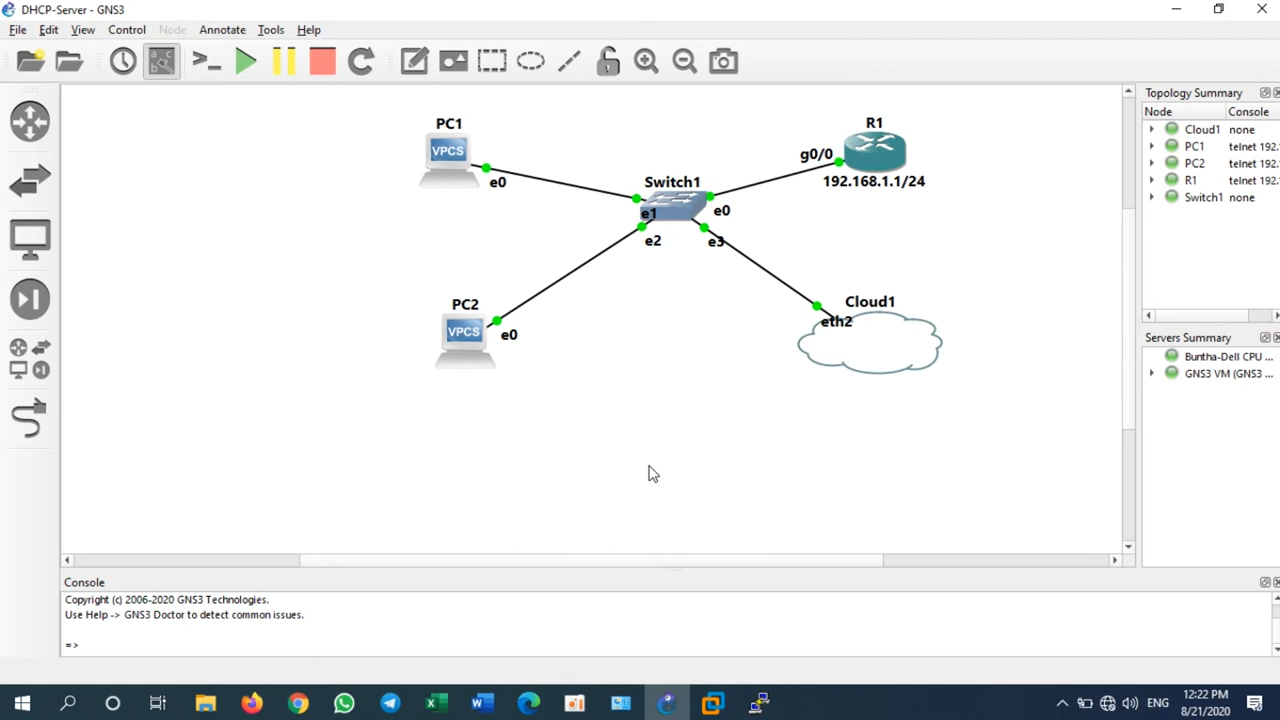 DHCP-Server - GNS3
File Edit View Control Node Annotate Tools Help
PC1
VPCS
e0
R1
g0/0
192.168.1.1/24
Switch1
e1
e0
e2
e3
PC2
VPCS
e0
Cloud1
eth2
Topology Summary
Node Console
Cloud1 none
PC1 telnet 192.
PC2 telnet 192.
R1 telnet 192.
Switch1 none
Servers Summary
Buntha-Dell CPU ...
GNS3 VM (GNS3 ...
Console
Copyright (c) 2006-2020 GNS3 Technologies.
Use Help -> GNS3 Doctor to detect common issues.
=>
ENG
12:22 PM
8/21/2020